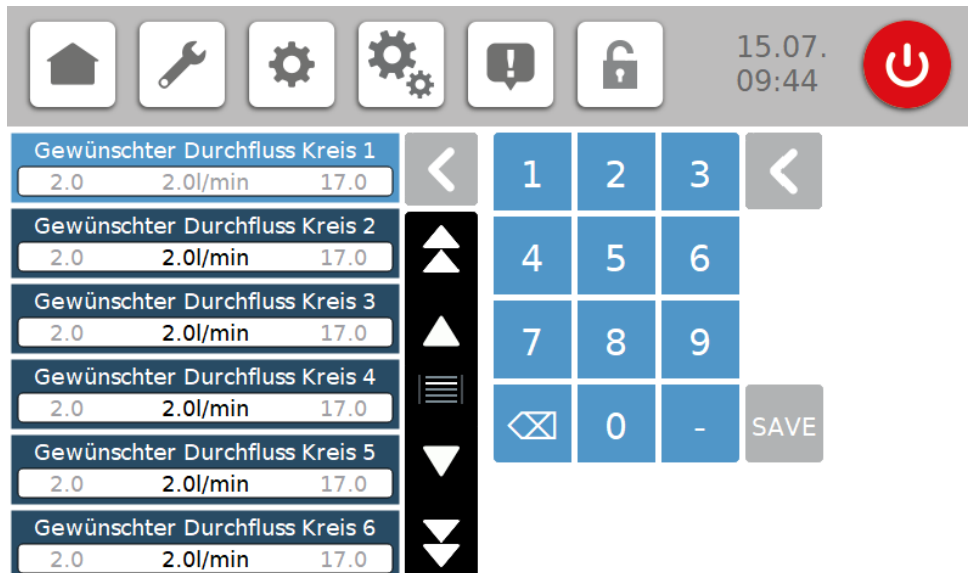 15.07.
09:44
Gewünschter Durchfluss Kreis 1
2.0 2.0l/min 17.0
Gewünschter Durchfluss Kreis 2
2.0 2.0l/min 17.0
Gewünschter Durchfluss Kreis 3
2.0 2.0l/min 17.0
Gewünschter Durchfluss Kreis 4
2.0 2.0l/min 17.0
Gewünschter Durchfluss Kreis 5
2.0 2.0l/min 17.0
Gewünschter Durchfluss Kreis 6
2.0 2.0l/min 17.0
1 2 3
4 5 6
7 8 9
0 - SAVE